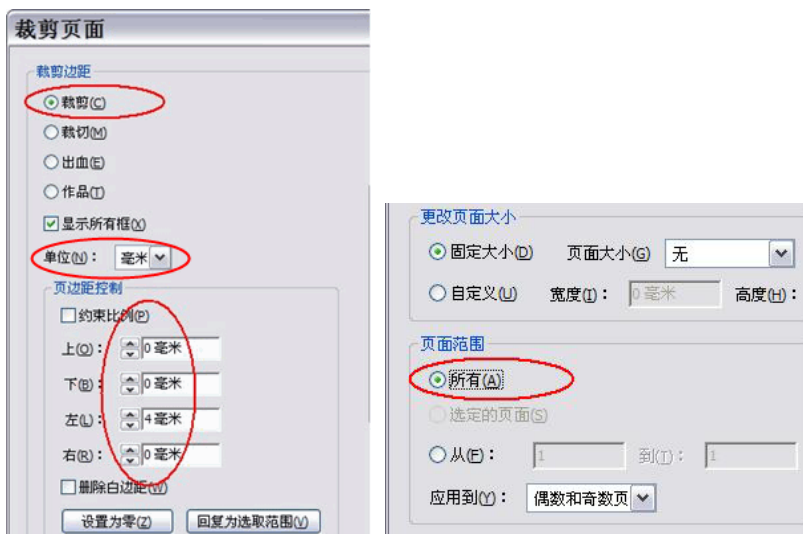 裁剪页面
裁剪边距
裁剪(C)
裁切(M)
出血(E)
作品(T)
显示所有框(X)
单位(N)： 毫米
页边距控制
约束比例(P)
上(O)： 0 毫米
下(B)： 0 毫米
左(L)： 4 毫米
右(R)： 0 毫米
删除白边距(W)
设置为零(Z) 回复为选取范围(V)
更改页面大小
固定大小(D) 页面大小(G) 无
自定义(U) 宽度(I)： 0 毫米 高度(H)：
页面范围
所有(A)
选定的页面(S)
从(F)： 1 到(T)： 1
应用到(Y)： 偶数和奇数页